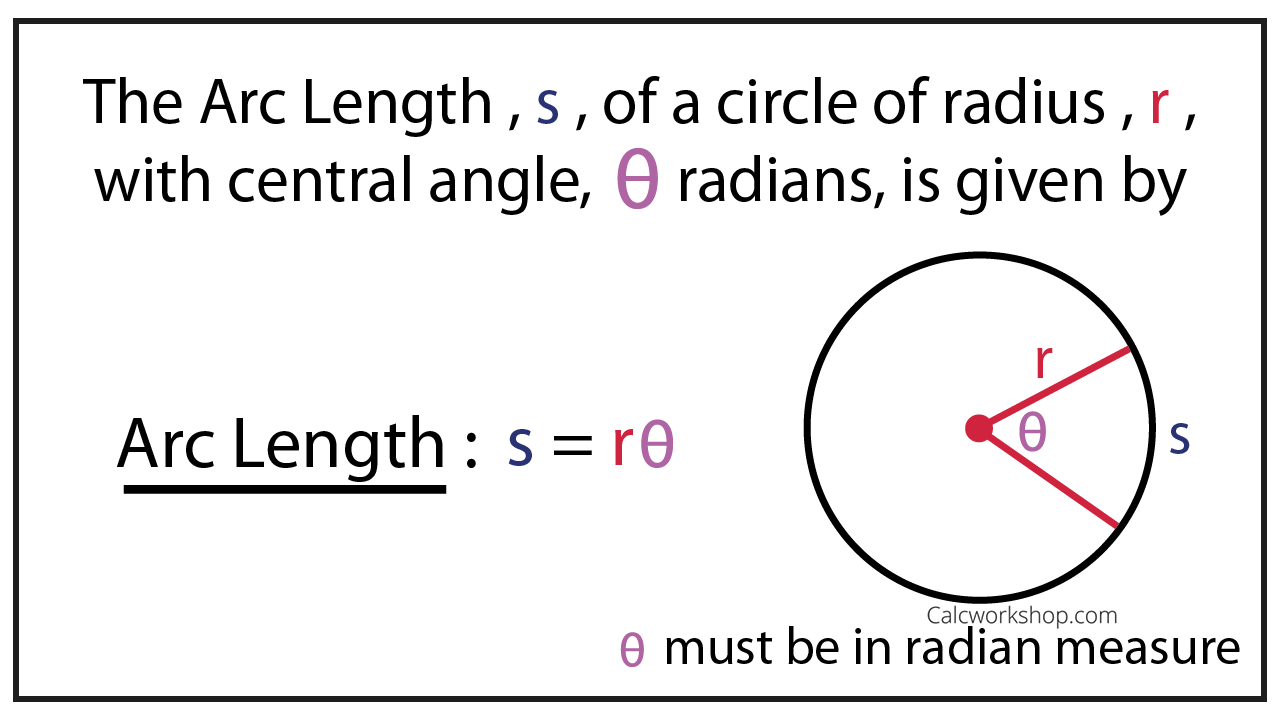 The Arc Length , s , of a circle of radius , r ,
with central angle, θ radians, is given by
Arc Length : s = rθ
r
θ
s
Calcworkshop.com
θ must be in radian measure